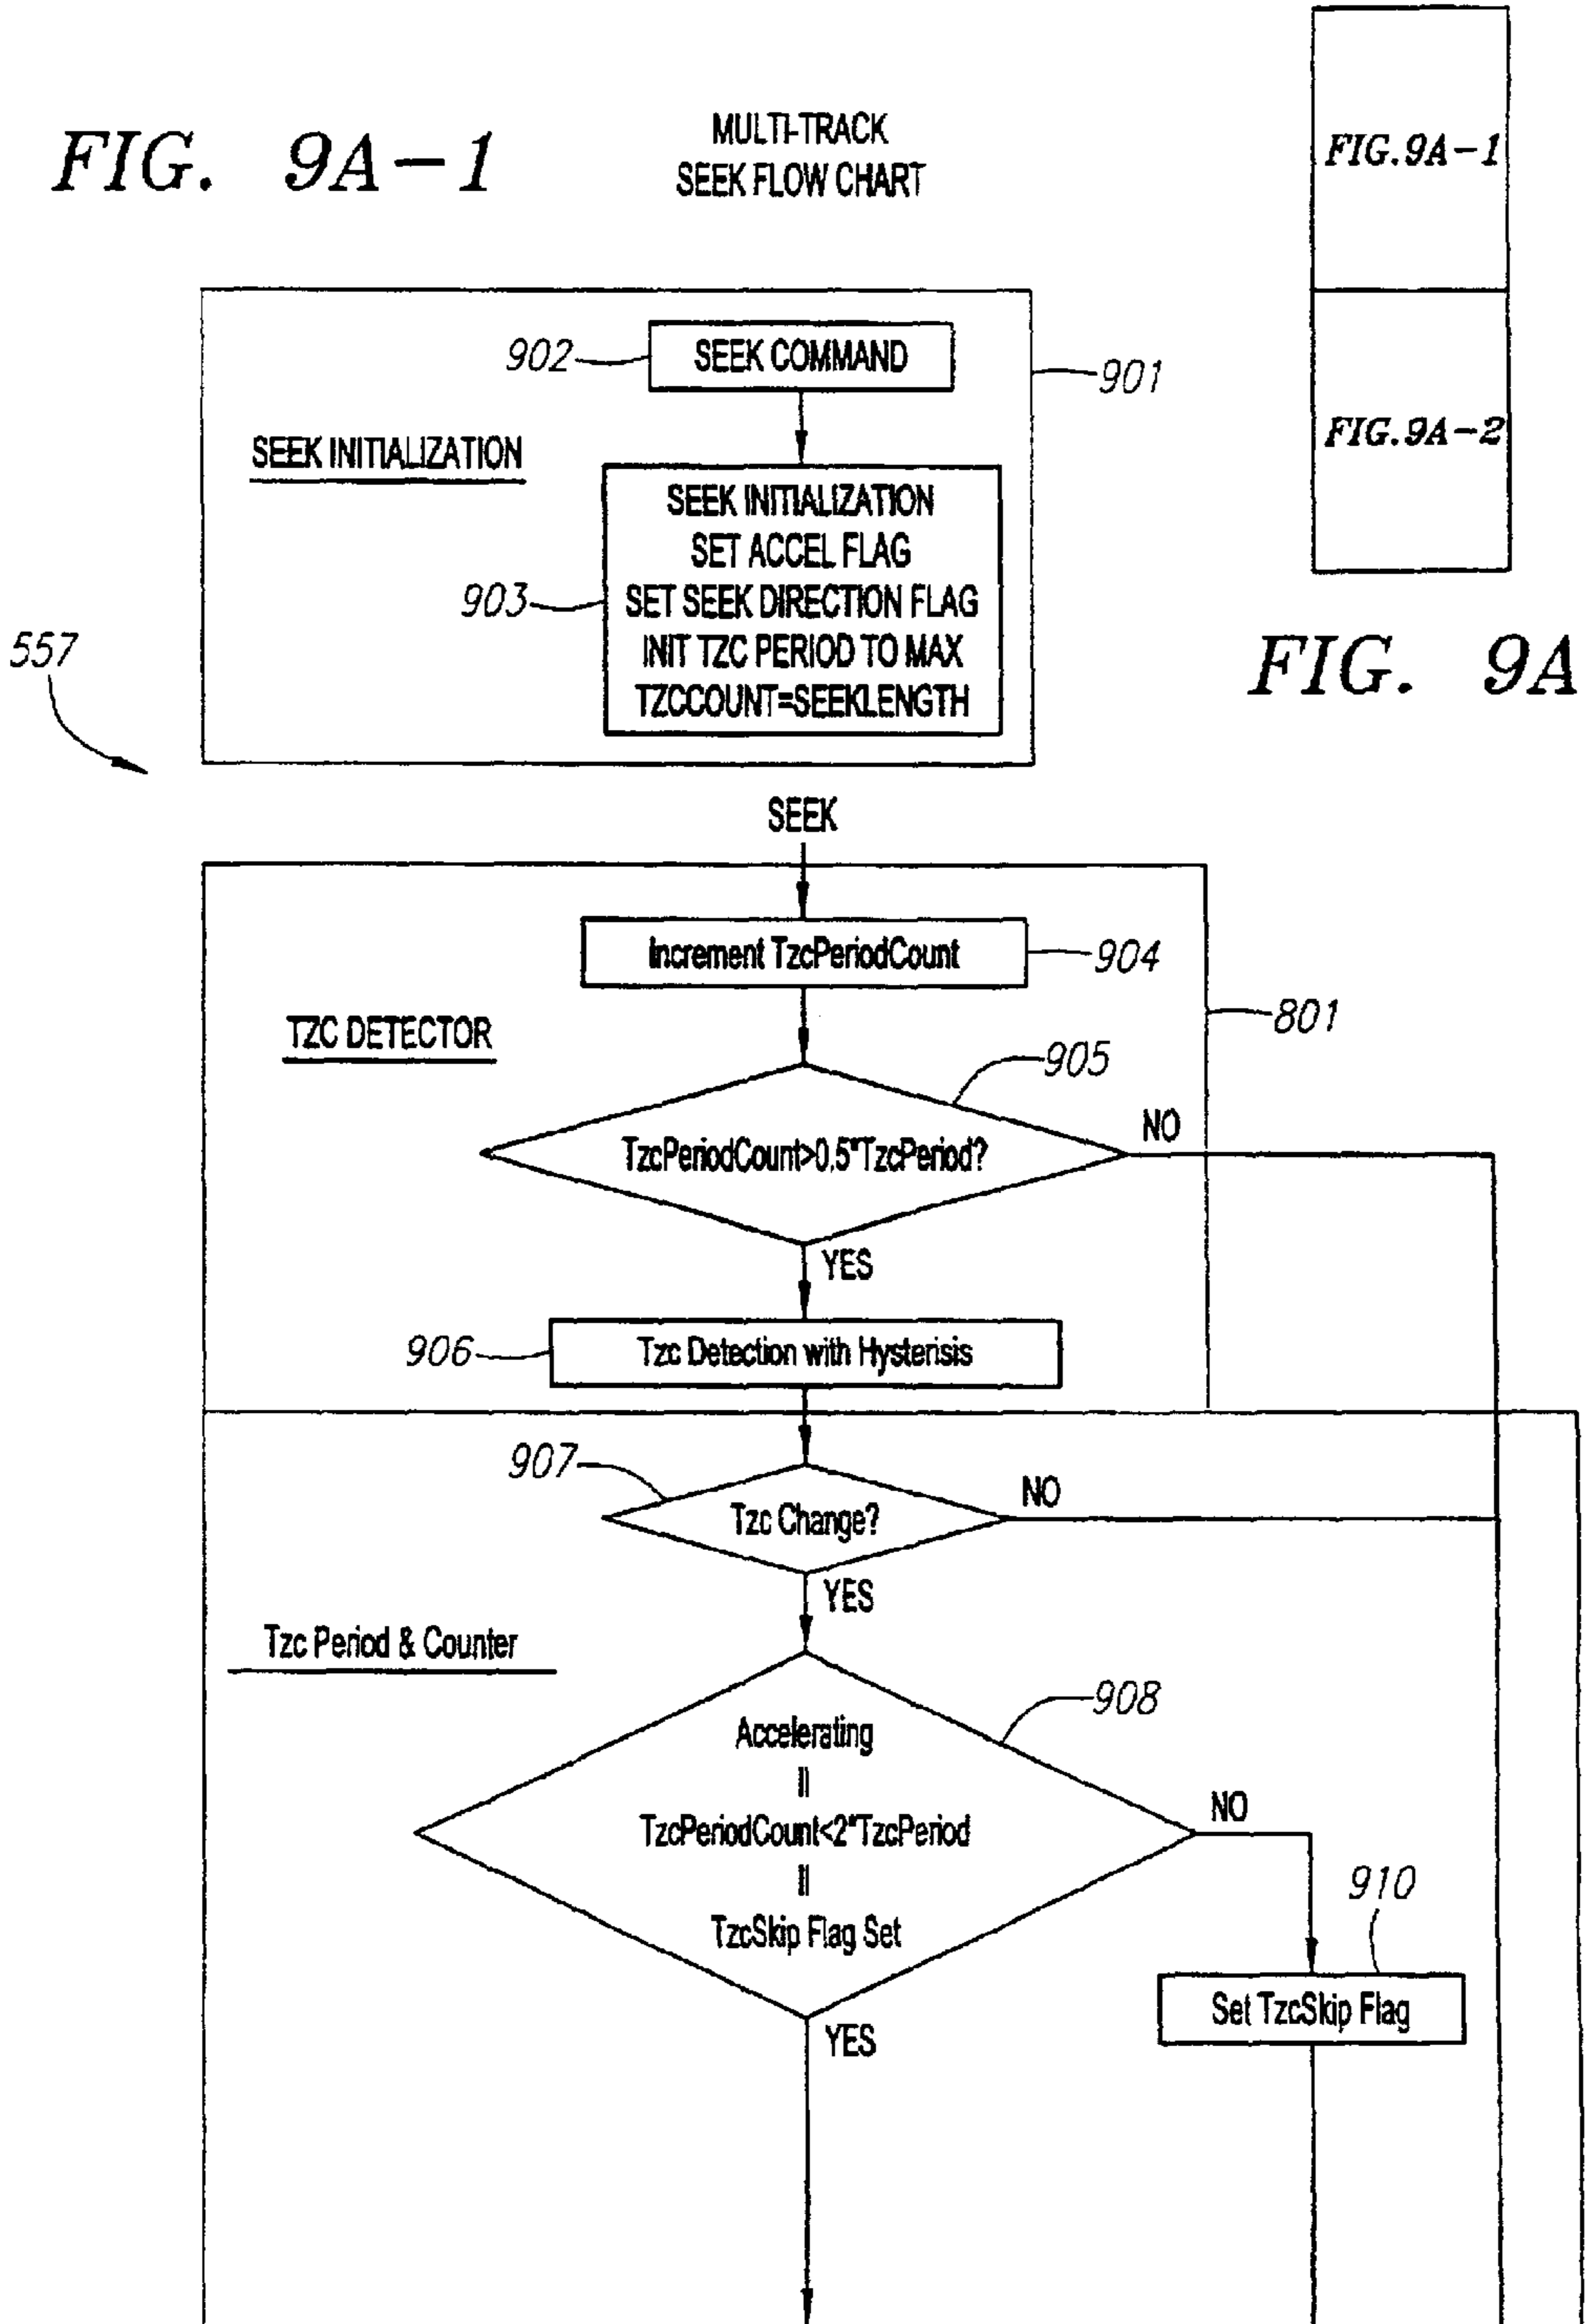 FIG. 9A-1
MULTI-TRACK
SEEK FLOW CHART
FIG.9A-1
FIG.9A-2
FIG. 9A
902
SEEK COMMAND
901
SEEK INITIALIZATION
903
SEEK INITIALIZATION
SET ACCEL FLAG
SET SEEK DIRECTION FLAG
INIT TZC PERIOD TO MAX
TZCCOUNT=SEEKLENGTH
557
SEEK
Increment TzcPeriodCount
904
TZC DETECTOR
801
905
TzcPeriodCount>0.5*TzcPeriod?
NO
YES
906
Tzc Detection with Hysterisis
907
Tzc Change?
NO
YES
Tzc Period & Counter
908
Accelerating
||
TzcPeriodCount<2*TzcPeriod
||
TzcSkip Flag Set
NO
910
Set TzcSkip Flag
YES